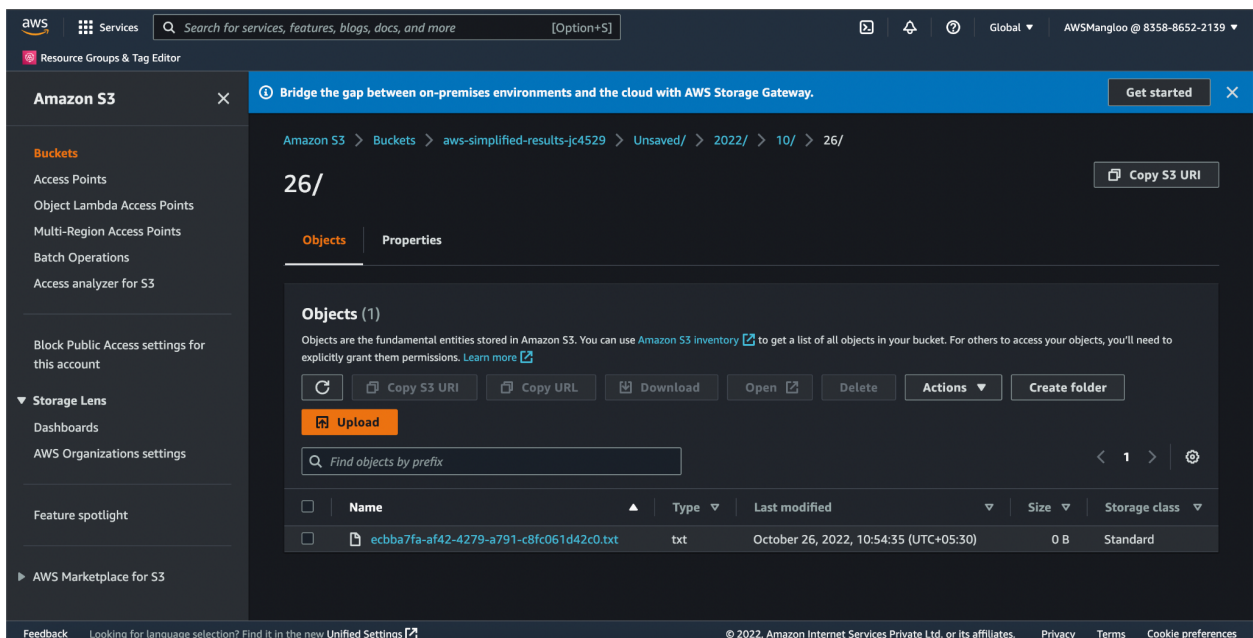 aws
Services
Search for services, features, blogs, docs, and more
[Option+S]
Global ▼
AWSMangloo @ 8358-8652-2139 ▼
Resource Groups & Tag Editor
Amazon S3
Buckets
Access Points
Object Lambda Access Points
Multi-Region Access Points
Batch Operations
Access analyzer for S3
Block Public Access settings for
this account
▼ Storage Lens
Dashboards
AWS Organizations settings
Feature spotlight
▶ AWS Marketplace for S3
Bridge the gap between on-premises environments and the cloud with AWS Storage Gateway.
Get started
Amazon S3 > Buckets > aws-simplified-results-jc4529 > Unsaved/ > 2022/ > 10/ > 26/
26/
Copy S3 URI
Objects
Properties
Objects (1)
Objects are the fundamental entities stored in Amazon S3. You can use Amazon S3 inventory to get a list of all objects in your bucket. For others to access your objects, you'll need to
explicitly grant them permissions. Learn more
Copy S3 URI
Copy URL
Download
Open
Delete
Actions ▼
Create folder
Upload
Find objects by prefix
< 1 >
Name ▲ Type ▽ Last modified ▽ Size ▽ Storage class ▽
ecbba7fa-af42-4279-a791-c8fc061d42c0.txt txt October 26, 2022, 10:54:35 (UTC+05:30) 0 B Standard
Feedback
Looking for language selection? Find it in the new Unified Settings
© 2022, Amazon Internet Services Private Ltd. or its affiliates.
Privacy
Terms
Cookie preferences